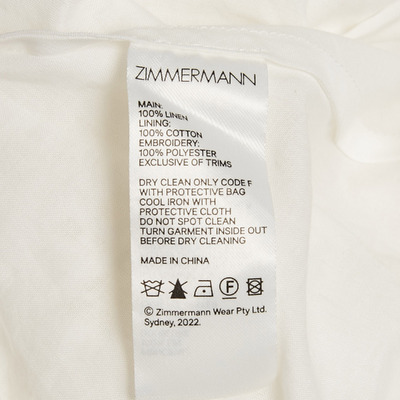 ZIMMERMANN
MAIN:
100% LINEN
LINING:
100% COTTON
EMBROIDERY:
100% POLYESTER
EXCLUSIVE OF TRIMS
DRY CLEAN ONLY CODE F
WITH PROTECTIVE BAG
COOL IRON WITH
PROTECTIVE CLOTH
DO NOT SPOT CLEAN
TURN GARMENT INSIDE OUT
BEFORE DRY CLEANING
MADE IN CHINA
F
© Zimmermann Wear Pty Ltd.
Sydney, 2022.